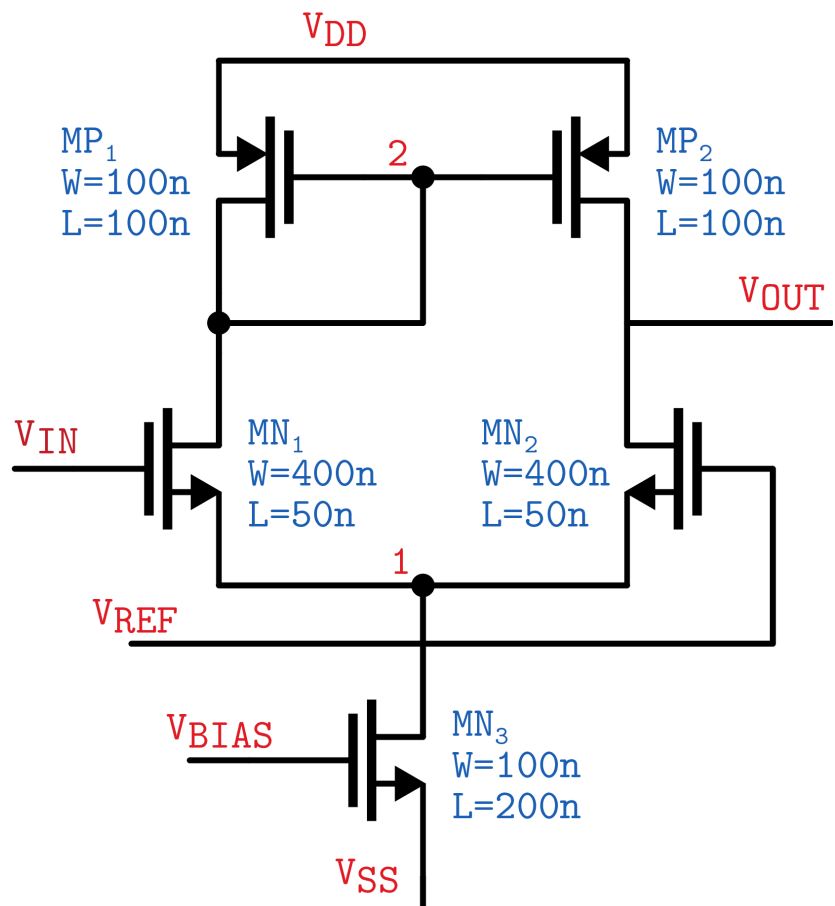 VDD
MP1
W=100n
L=100n
2
MP2
W=100n
L=100n
VOUT
VIN
MN1
W=400n
L=50n
MN2
W=400n
L=50n
1
VREF
VBIAS
MN3
W=100n
L=200n
VSS